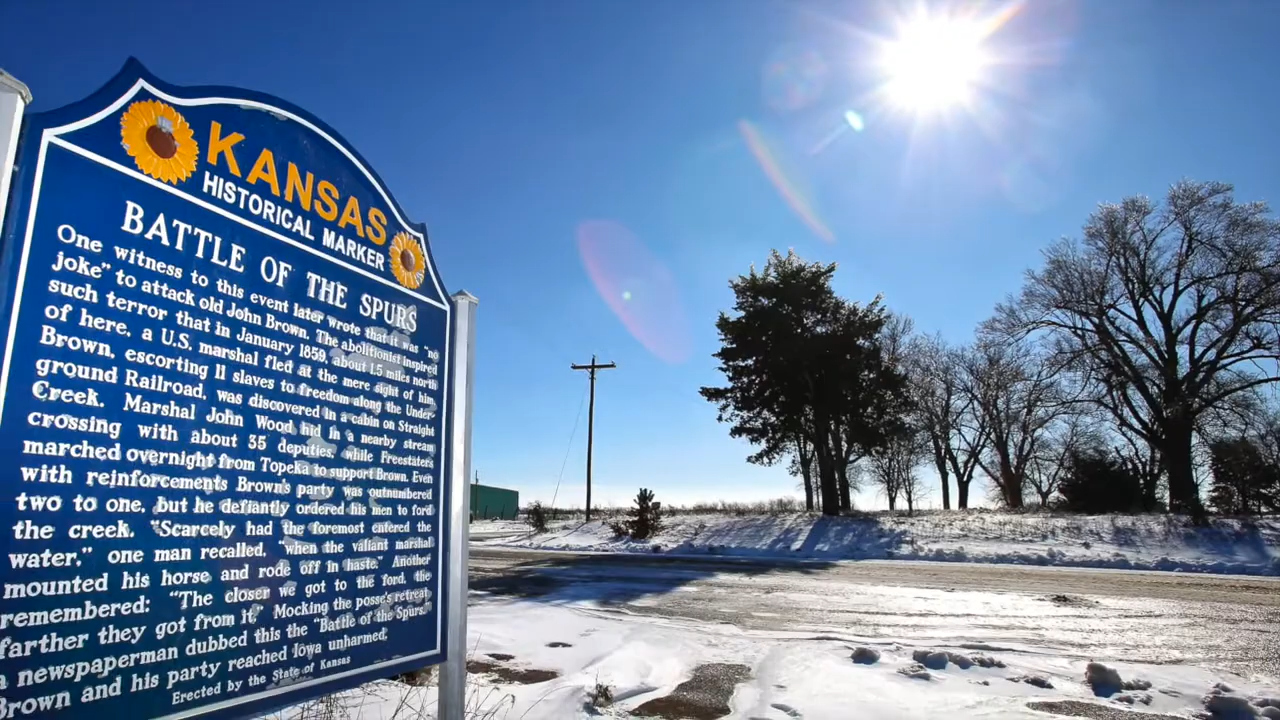 KANSAS
HISTORICAL MARKER
BATTLE OF THE SPURS
One witness to this event later wrote that it was "no
joke" to attack old John Brown. The abolitionist inspired
such terror that in January 1859, about 15 miles north
of here, a U.S. marshal fled at the mere sight of him.
Brown, escorting 11 slaves to freedom along the Under-
ground Railroad, was discovered in a cabin on Straight
Creek. Marshal John Wood hid in a nearby stream
crossing with about 35 deputies, while Freestaters
marched overnight from Topeka to support Brown. Even
with reinforcements Brown's party was outnumbered
two to one, but he defiantly ordered his men to ford
the creek. "Scarcely had the foremost entered the
water," one man recalled, "when the valiant marshal
mounted his horse and rode off in haste." Another
remembered: "The closer we got to the ford, the
farther they got from it." Mocking the posse's retreat,
a newspaperman dubbed this the "Battle of the Spurs."
Brown and his party reached Iowa unharmed.
Erected by the State of Kansas